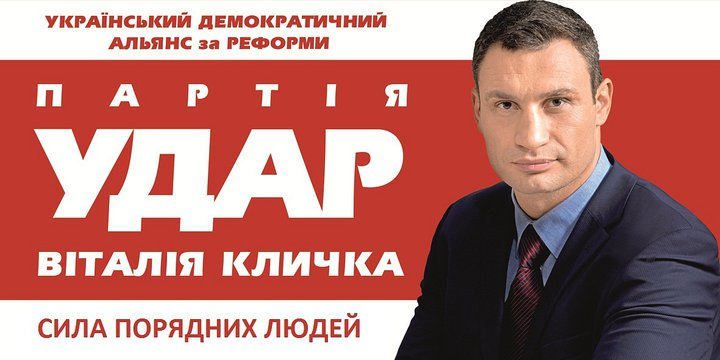 УКРАЇНСЬКИЙ ДЕМОКРАТИЧНИЙ
АЛЬЯНС за РЕФОРМИ
ПАРТІЯ
УДАР
ВІТАЛІЯ КЛИЧКА
СИЛА ПОРЯДНИХ ЛЮДЕЙ